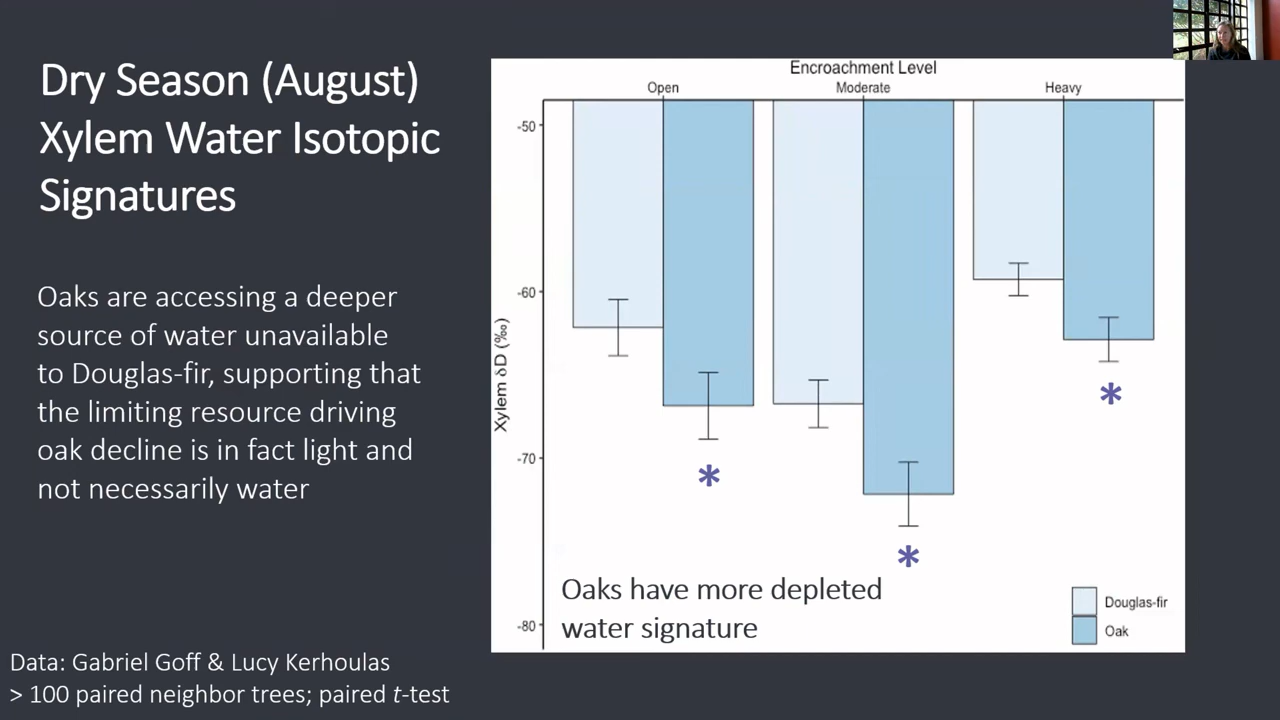 Dry Season (August)
Xylem Water Isotopic
Signatures
Oaks are accessing a deeper
source of water unavailable
to Douglas-fir, supporting that
the limiting resource driving
oak decline is in fact light and
not necessarily water
Data: Gabriel Goff & Lucy Kerhoulas
> 100 paired neighbor trees; paired t-test
Encroachment Level
Open Moderate Heavy
Xylem δD (‰)
-50
-60
-70
-80
*
*
*
Oaks have more depleted
water signature
Douglas-fir
Oak